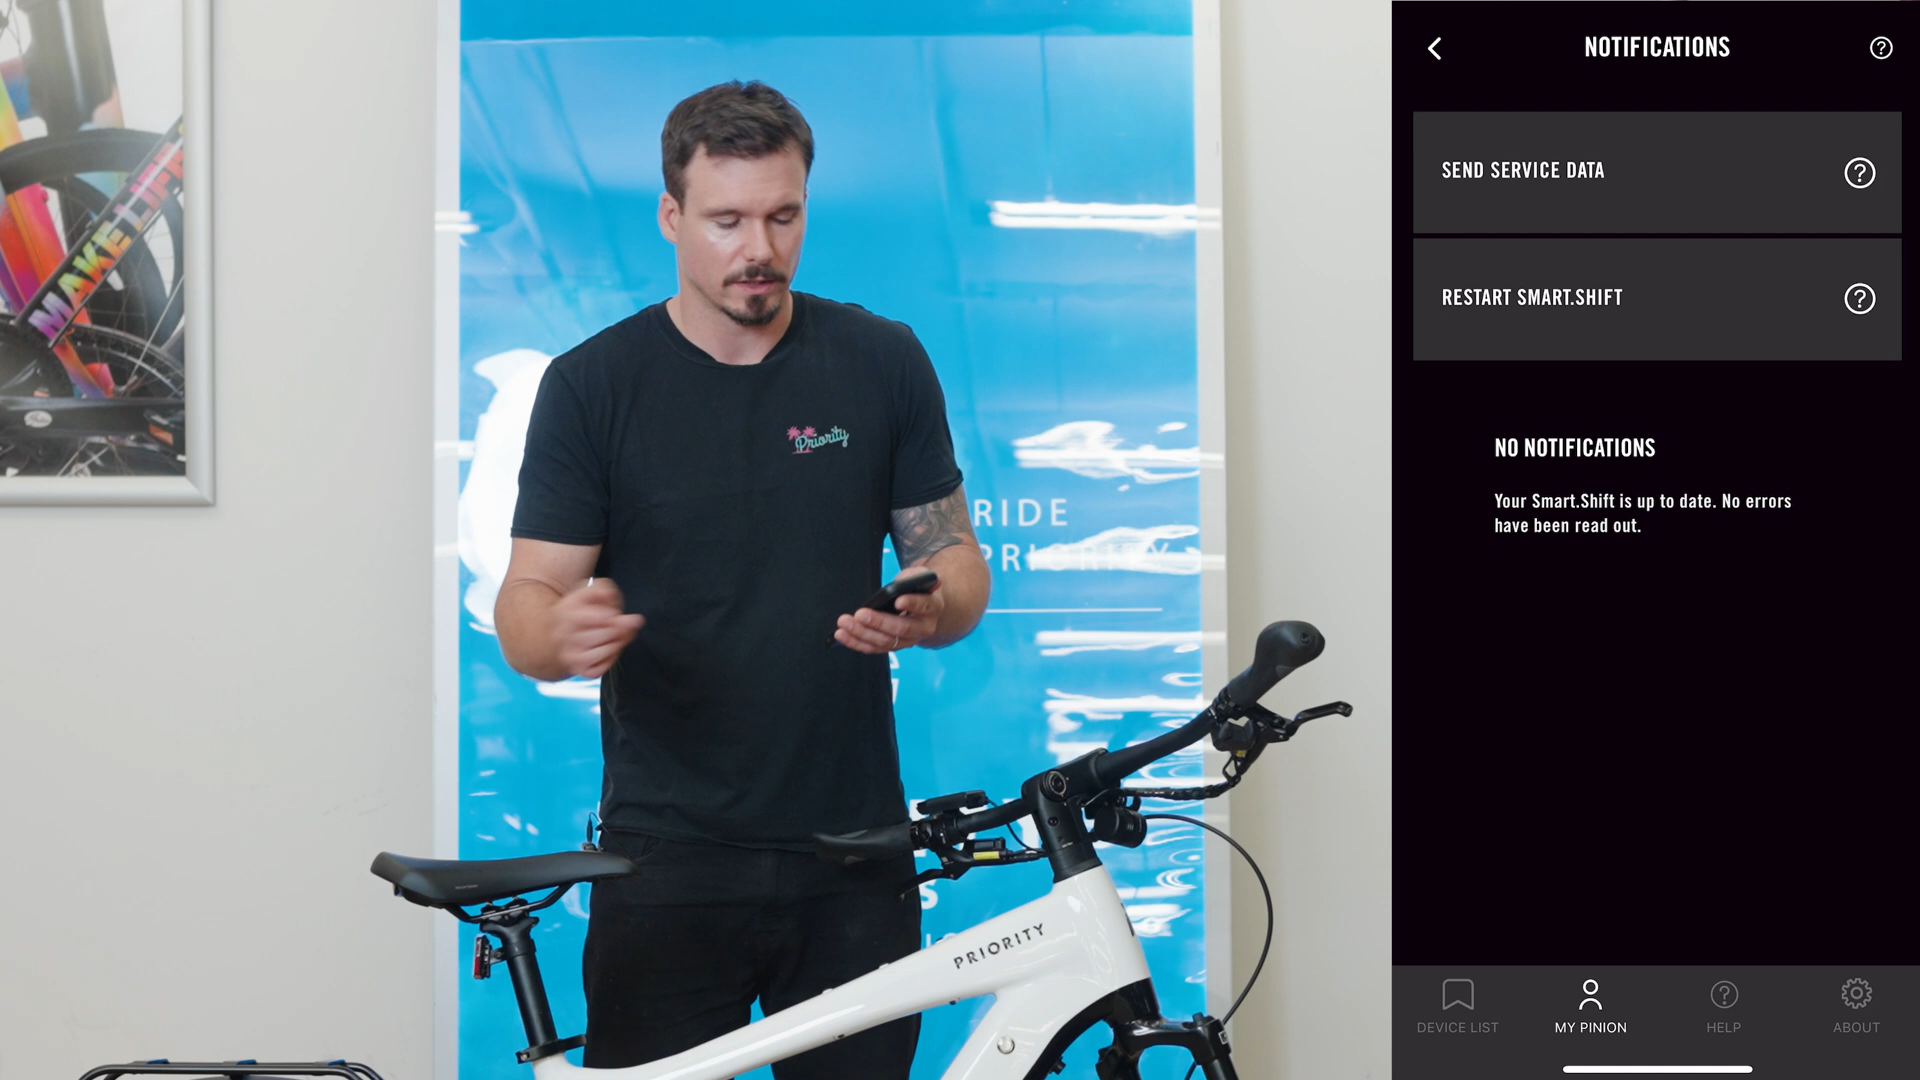 MAKE LIFE
Priority
RIDE
PRIORITY
PRIORITY
NOTIFICATIONS
SEND SERVICE DATA
RESTART SMART.SHIFT
NO NOTIFICATIONS
Your Smart.Shift is up to date. No errors
have been read out.
DEVICE LIST
MY PINION
HELP
ABOUT